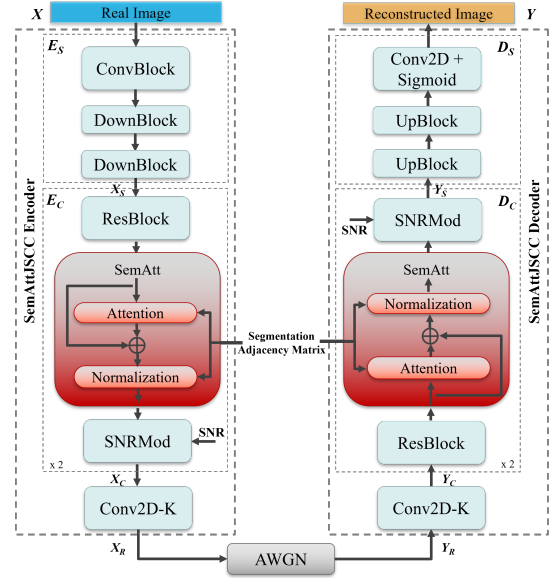 X
Real Image
E_S
ConvBlock
DownBlock
DownBlock
X_S
E_C
ResBlock
SemAtt
Attention
Normalization
SNRMod
SNR
x 2
X_C
Conv2D-K
X_R
SemAttJSCC Encoder
Segmentation
Adjacency Matrix
AWGN
Reconstructed Image
Y
D_S
Conv2D +
Sigmoid
UpBlock
UpBlock
Y_S
D_C
SNR
SNRMod
SemAtt
Normalization
Attention
ResBlock
x 2
Y_C
Conv2D-K
Y_R
SemAttJSCC Decoder